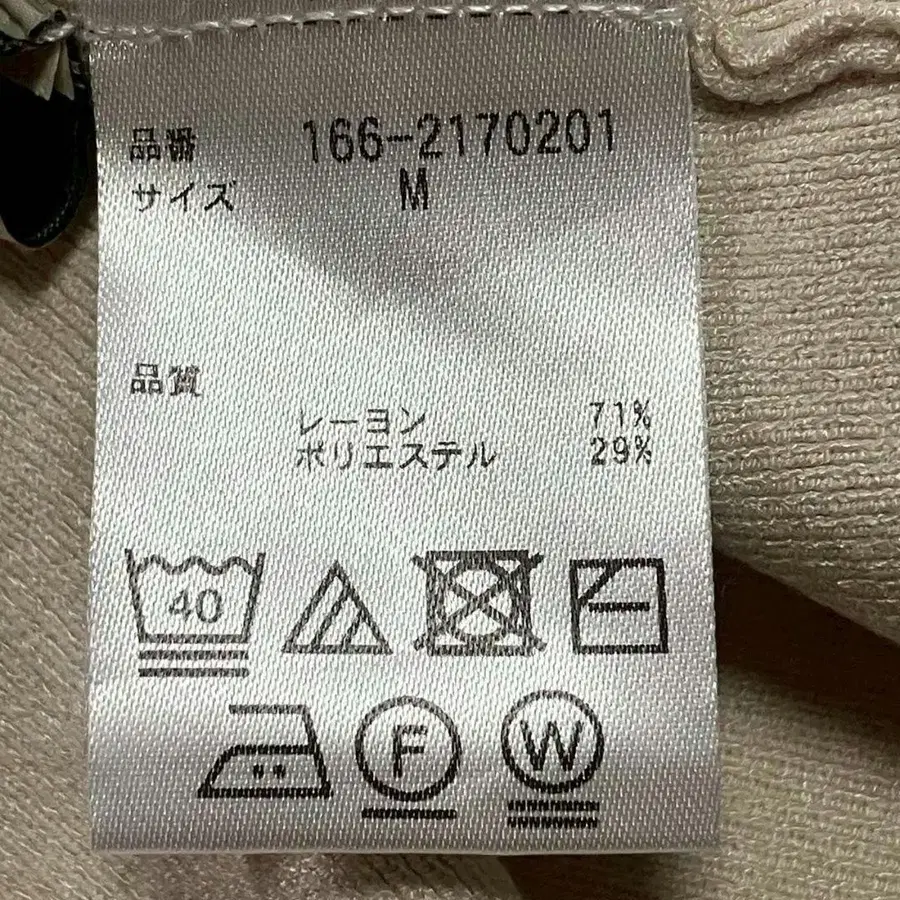 品番 166-2170201
サイズ M
品質
レーヨン 71%
ポリエステル 29%
40
F W